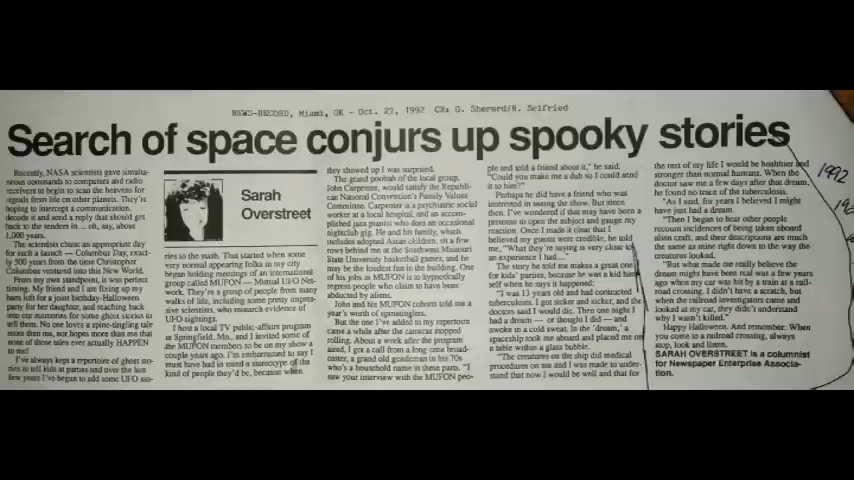 NEWS-RECORD, Miami, OK - Oct. 27, 1992 CR: G. Sherard/N. Selfried
Search of space conjurs up spooky stories
Recently, NASA scientists gave simulta-
neous commands to computers and radio
receivers to begin to scan the heavens for
signals from life on other planets. They're
hoping to intercept a communication,
decode it and send a reply that should get
back to the senders in ... oh, say, about
1,000 years.
The scientists chose an appropriate day
for such a launch — Columbus Day, exact-
ly 500 years from the time Christopher
Columbus ventured into this New World.
From my own standpoint, it was perfect
timing. My friend and I are fixing up my
barn loft for a joint birthday-Halloween
party for her daughter, and reaching back
into our memories for some ghost stories to
tell them. No one loves a spine-tingling tale
more than me, nor hopes more than me that
none of those tales ever actually HAPPEN
to me!
I've always kept a repertoire of ghost sto-
ries to tell kids at parties and over the last
few years I've begun to add some UFO sto-
Sarah
Overstreet
ries to the stash. That started when some
very normal appearing folks in my city
began holding meetings of an international
group called MUFON — Mutual UFO Net-
work. They're a group of people from many
walks of life, including some pretty impres-
sive scientists, who research evidence of
UFO sightings.
I host a local TV public-affairs program
in Springfield, Mo., and I invited some of
the MUFON members to be on my show a
couple years ago. I'm embarrassed to say I
must have had in mind a stereotype of the
kind of people they'd be, because when
they showed up I was surprised.
The grand poobah of the local group,
John Carpenter, would satisfy the Republi-
can National Convention's Family Values
Committee. Carpenter is a psychiatric social
worker at a local hospital, and an accom-
plished jazz pianist who does an occasional
nightclub gig. He and his family, which
includes adopted Asian children, sit a few
rows behind me at the Southwest Missouri
State University basketball games, and he
may be the loudest fan in the building. One
of his jobs in MUFON is to hypnotically
regress people who claim to have been
abducted by aliens.
John and his MUFON cohorts told me a
year's worth of spinetinglers.
But the one I've added to my repertoire
came a while after the cameras stopped
rolling. About a week after the program
aired, I got a call from a long-time broad-
caster, a grand old gentleman in his '70s
who's a household name in these parts. "I
saw your interview with the MUFON peo-
ple and told a friend about it," he said.
"Could you make me a dub so I could send
it to him?"
Perhaps he did have a friend who was
interested in seeing the show. But since
then, I've wondered if that may have been a
pretense to open the subject and gauge my
reaction. Once I made it clear that I
believed my guests were credible, he told
me, "What they're saying is very close to
an experience I had...."
The story he told me makes a great one
for kids' parties, because he was a kid him-
self when he says it happened:
"I was 13 years old and had contracted
tuberculosis. I got sicker and sicker, and the
doctors said I would die. Then one night I
had a dream — or thought I did — and
awoke in a cold sweat. In the 'dream,' a
spaceship took me aboard and placed me on
a table within a glass bubble.
"The creatures on the ship did medical
procedures on me and I was made to under-
stand that now I would be well and that for
the rest of my life I would be healthier and
stronger than normal humans. When the
doctor saw me a few days after that dream,
he found no trace of the tuberculosis.
"As I said, for years I believed I might
have just had a dream.
"Then I began to hear other people
recount incidences of being taken aboard
alien craft, and their descriptions are much
the same as mine right down to the way the
creatures looked.
"But what made me really believe the
dream might have been real was a few years
ago when my car was hit by a train at a rail-
road crossing. I didn't have a scratch, but
when the railroad investigators came and
looked at my car, they didn't understand
why I wasn't killed."
Happy Halloween. And remember: When
you come to a railroad crossing, always
stop, look and listen.
SARAH OVERSTREET is a columnist
for Newspaper Enterprise Associa-
tion.
1992